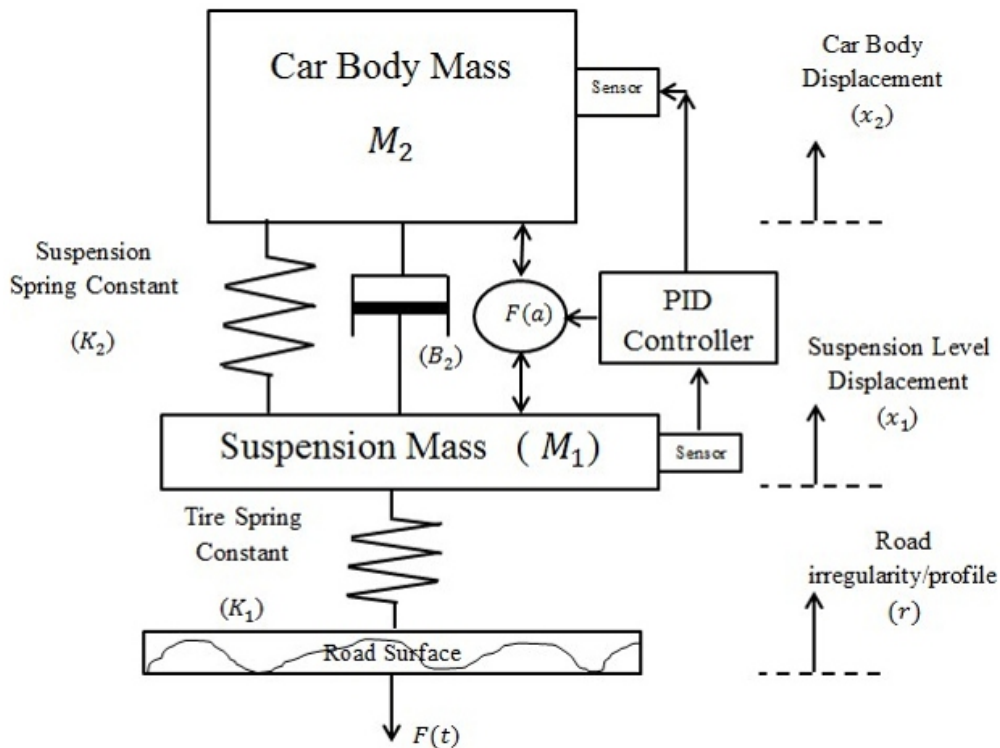 Car Body Mass
M₂
Sensor
Car Body
Displacement
(x₂)
Suspension
Spring Constant
(K₂)
(B₂)
F(a)
PID
Controller
Suspension Level
Displacement
(x₁)
Suspension Mass ( M₁)
Sensor
Tire Spring
Constant
(K₁)
Road
irregularity/profile
(r)
Road Surface
F(t)